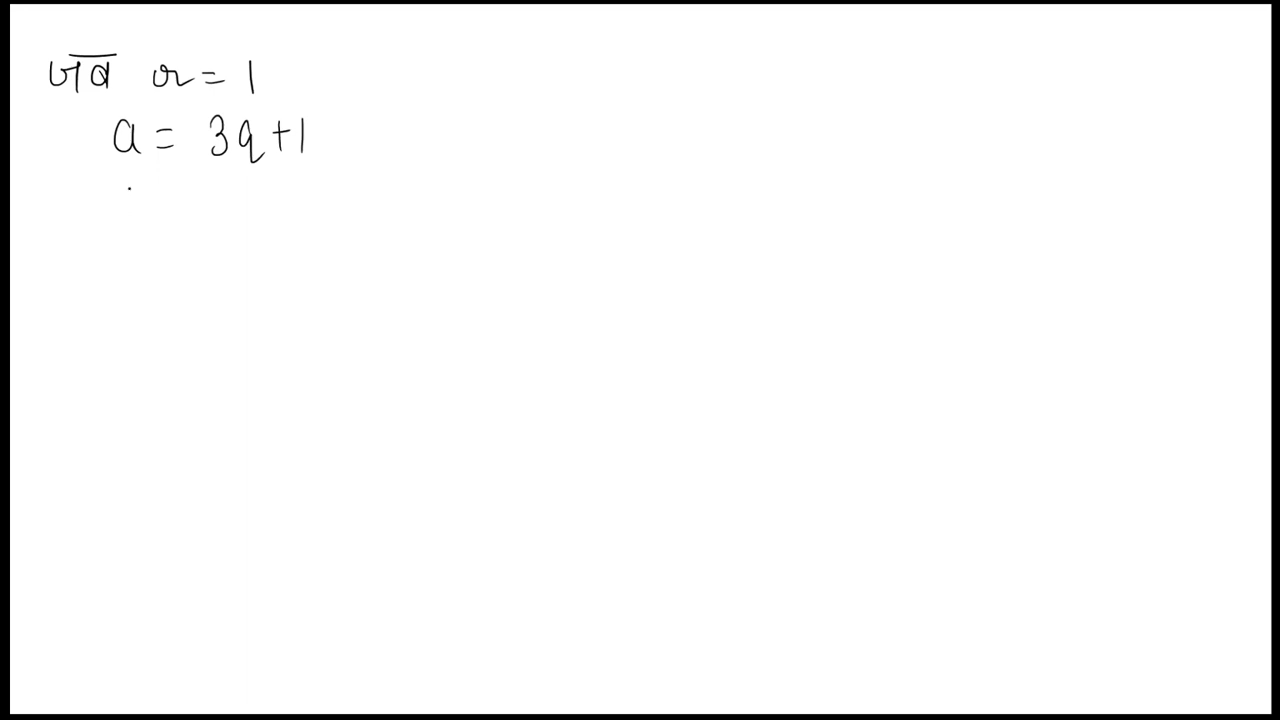 जब r = 1
a = 3q + 1